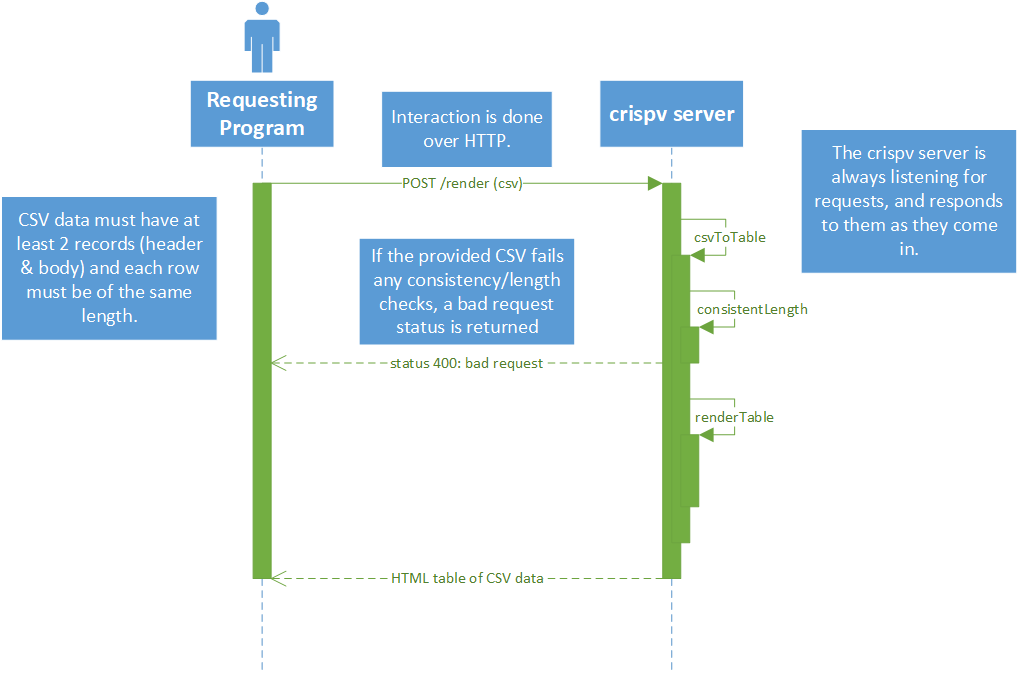 Requesting
Program
Interaction is done
over HTTP.
crispv server
The crispv server is
always listening for
requests, and responds
to them as they come
in.
POST /render (csv)
CSV data must have at
least 2 records (header
& body) and each row
must be of the same
length.
csvToTable
If the provided CSV fails
any consistency/length
checks, a bad request
status is returned
consistentLength
status 400: bad request
renderTable
HTML table of CSV data